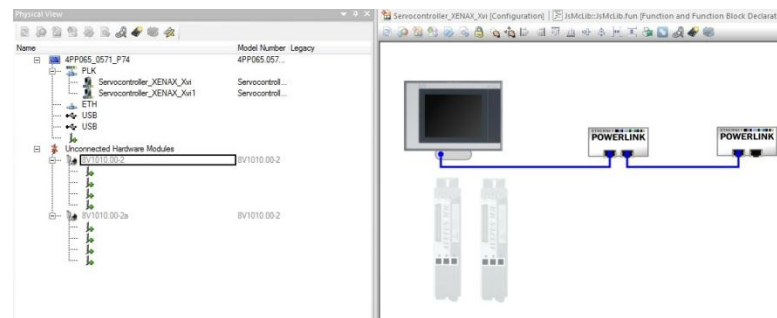 Physical View
Name
Model Number
Legacy
4PP065_0571_P74
4PP065.057...
PLK
Servocontroller_XENAX_Xvi
Servocontroll...
Servocontroller_XENAX_Xvi1
Servocontroll...
ETH
USB
USB
Unconnected Hardware Modules
8V1010.00-2
8V1010.00-2
8V1010.00-2a
8V1010.00-2
Servocontroller_XENAX_Xvi [Configuration]
JsMcLib::JsMcLib.fun [Function and Function Block Declarat
POWERLINK
POWERLINK